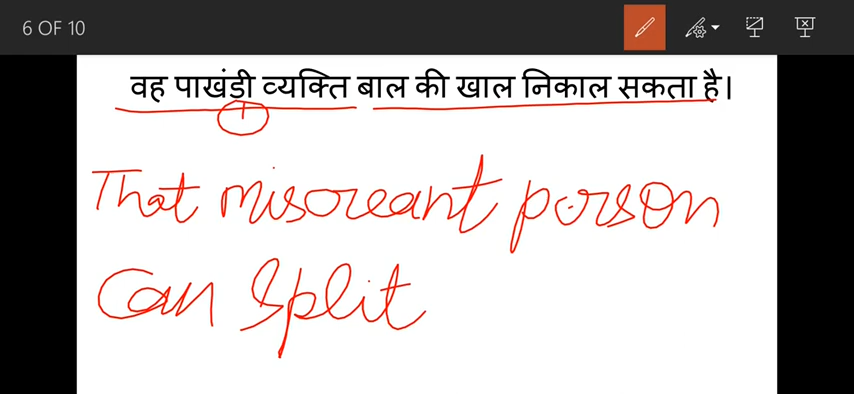 6 OF 10
वह पाखंडी व्यक्ति बाल की खाल निकाल सकता है।
That miscreant person
Can Split